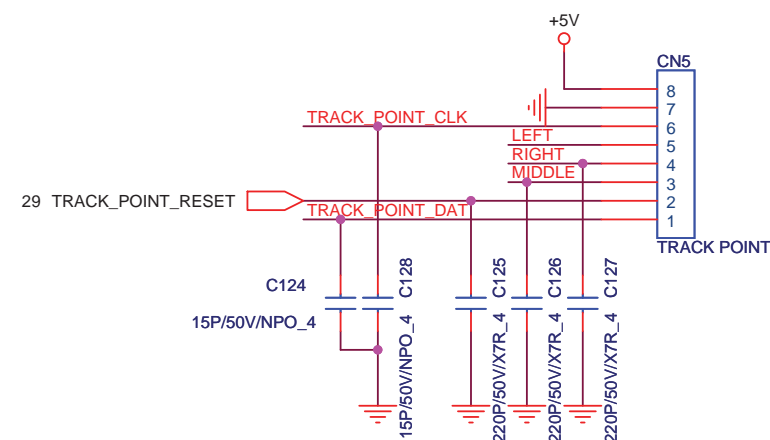 +5V
CN5
8
7
TRACK_POINT_CLK
6
LEFT
5
RIGHT
4
MIDDLE
3
29 TRACK_POINT_RESET
2
TRACK_POINT_DAT
1
TRACK POINT
C124
C128
C125
C126
C127
15P/50V/NPO_4
15P/50V/NPO_4
220P/50V/X7R_4
220P/50V/X7R_4
220P/50V/X7R_4